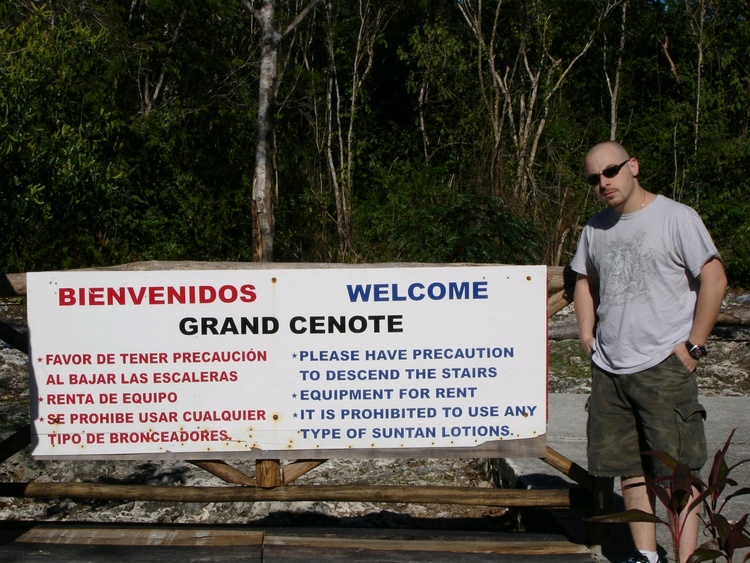 BIENVENIDOS
WELCOME
GRAND CENOTE
*FAVOR DE TENER PRECAUCIÓN
AL BAJAR LAS ESCALERAS
*RENTA DE EQUIPO
*SE PROHIBE USAR CUALQUIER
TIPO DE BRONCEADORES.
*PLEASE HAVE PRECAUTION
TO DESCEND THE STAIRS
*EQUIPMENT FOR RENT
*IT IS PROHIBITED TO USE ANY
TYPE OF SUNTAN LOTIONS.